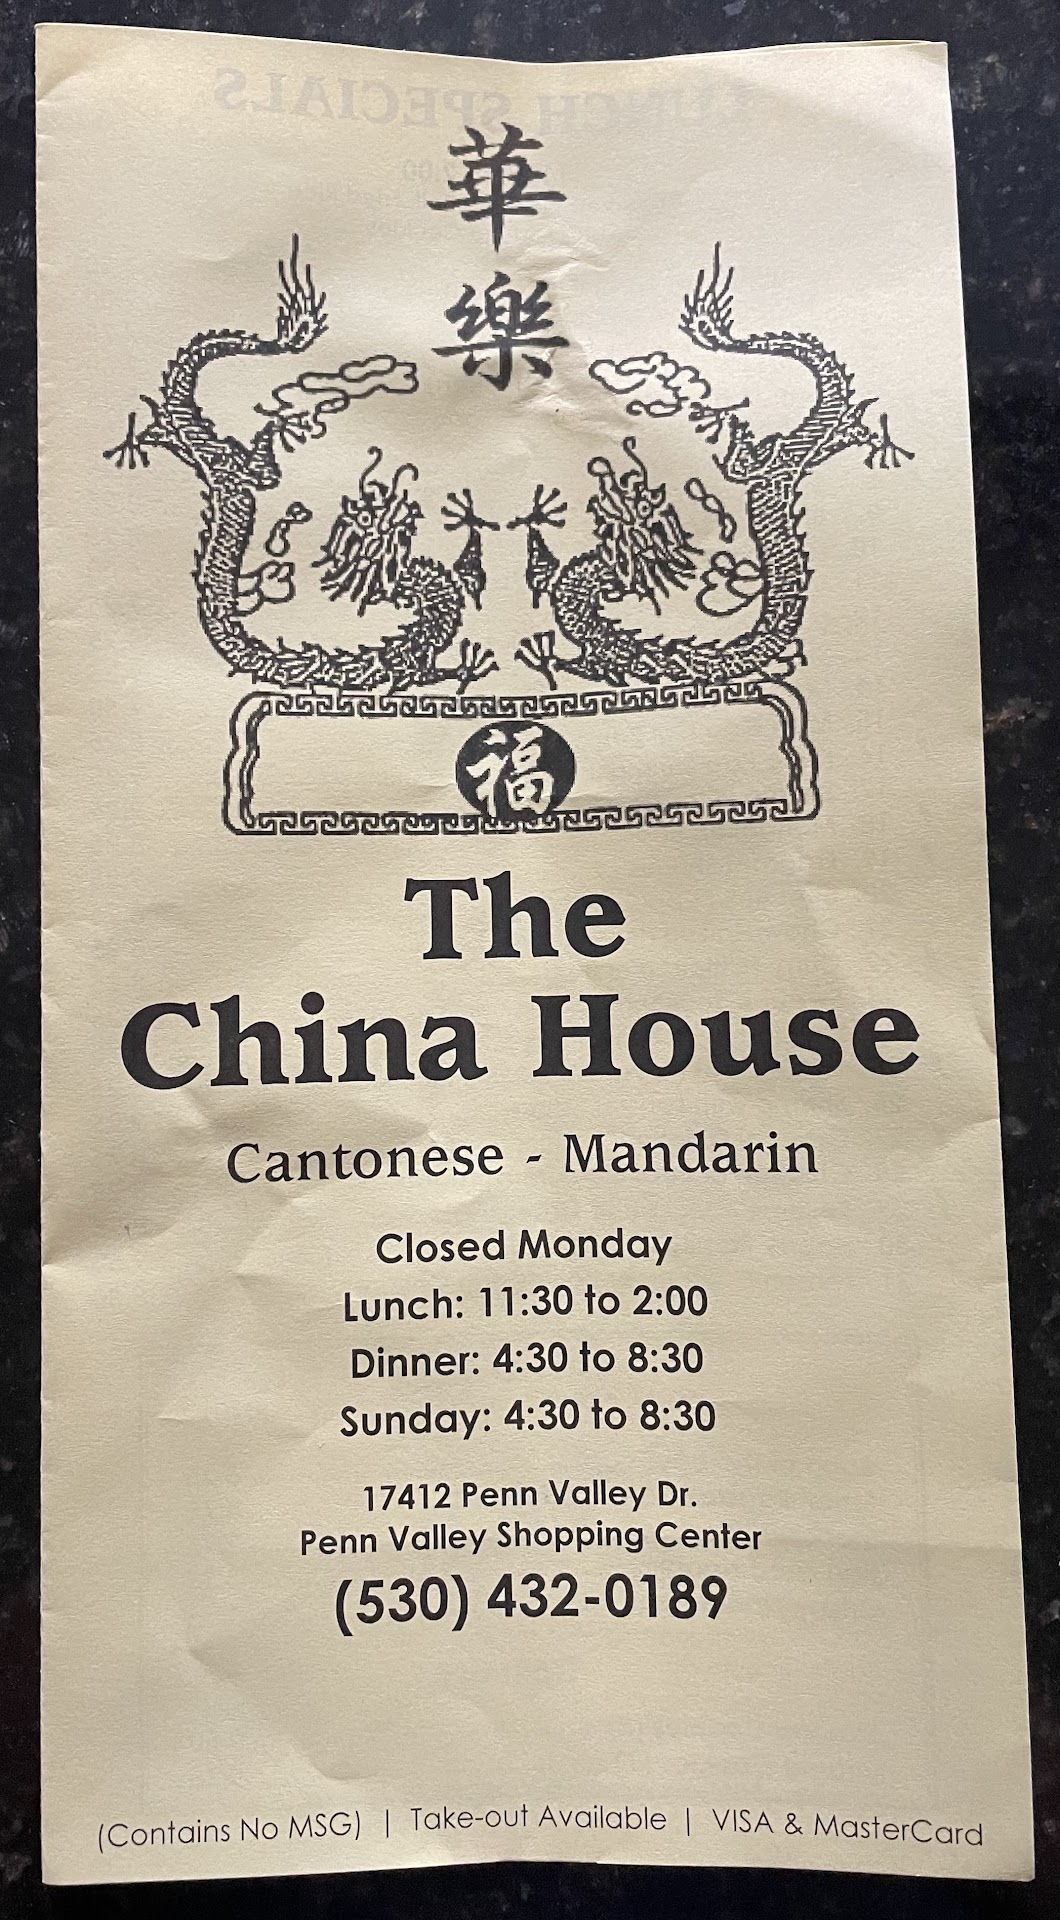 LUNCH SPECIALS
華
樂
福
The
China House
Cantonese - Mandarin
Closed Monday
Lunch: 11:30 to 2:00
Dinner: 4:30 to 8:30
Sunday: 4:30 to 8:30
17412 Penn Valley Dr.
Penn Valley Shopping Center
(530) 432-0189
(Contains No MSG) | Take-out Available | VISA & MasterCard